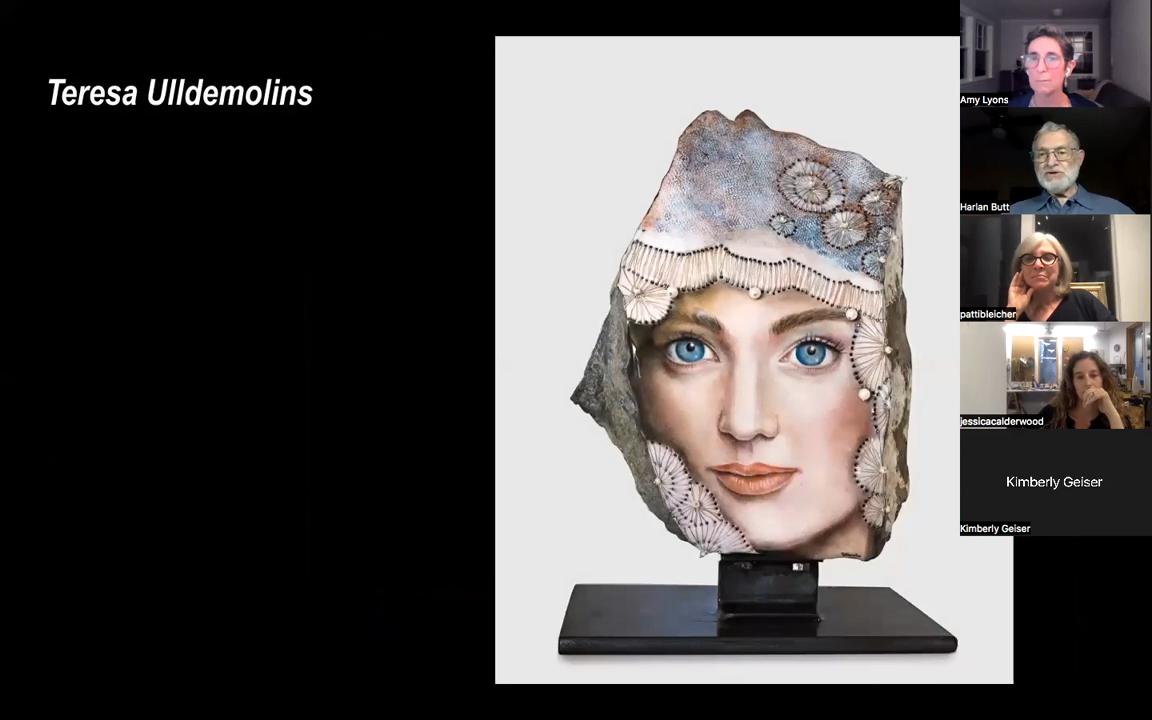 Teresa Ulldemolins
Amy Lyons
Harlan Butt
pattibleicher
jessicacalderwood
Kimberly Geiser
Kimberly Geiser